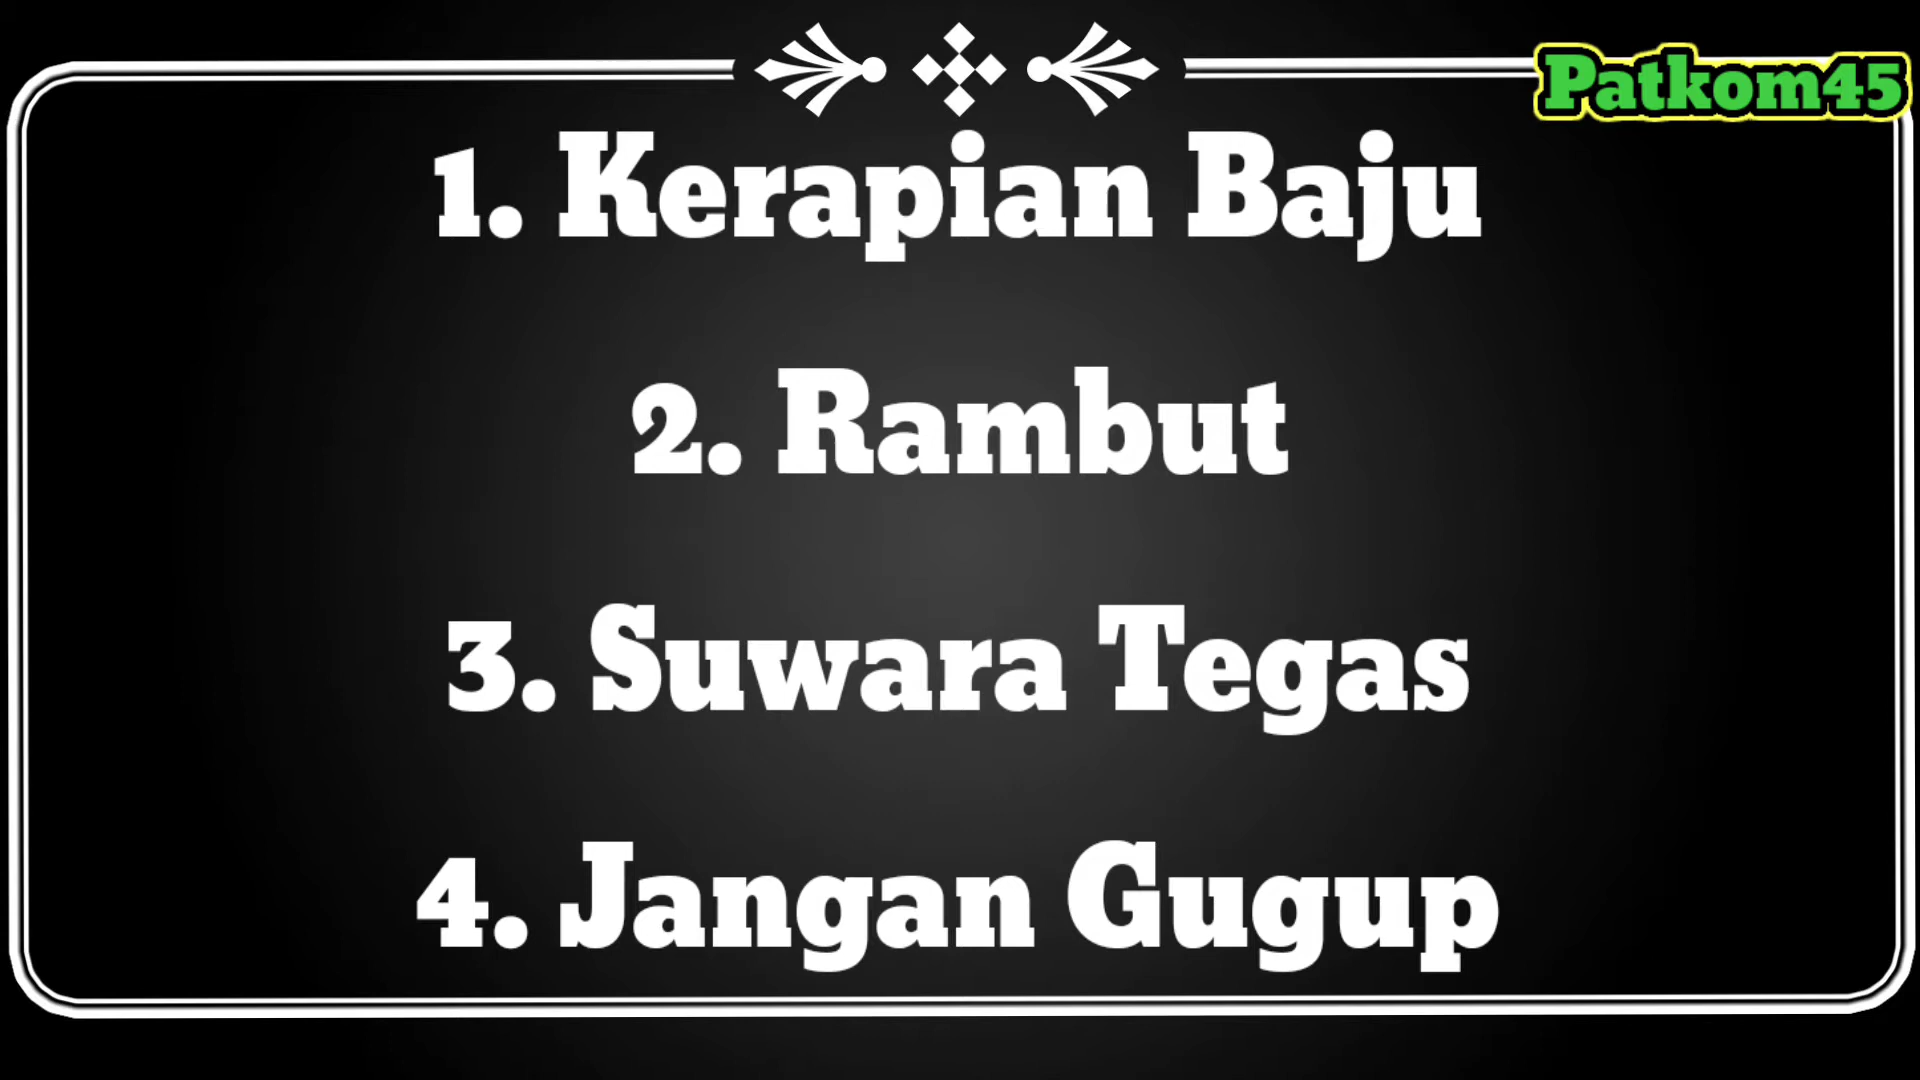 Patkom45
1. Kerapian Baju
2. Rambut
3. Suwara Tegas
4. Jangan Gugup